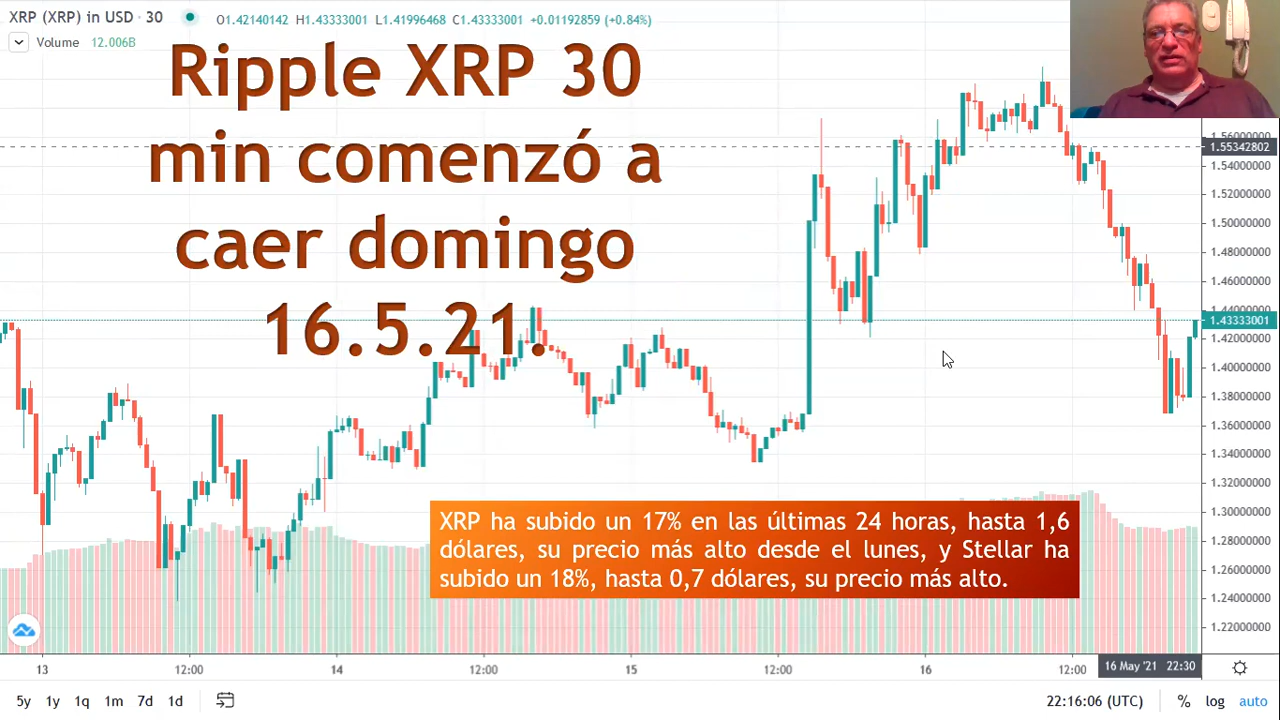 XRP (XRP) in USD · 30
O1.42140142 H1.43333001 L1.41996468 C1.43333001 +0.01192859 (+0.84%)
Volume 12.006B
Ripple XRP 30
min comenzó a
caer domingo
16.5.21.
1.56000000
1.55342802
1.54000000
1.52000000
1.50000000
1.48000000
1.46000000
1.44000000
1.43333001
1.42000000
1.40000000
1.38000000
1.36000000
1.34000000
1.32000000
1.30000000
1.28000000
1.26000000
1.24000000
1.22000000
XRP ha subido un 17% en las últimas 24 horas, hasta 1,6
dólares, su precio más alto desde el lunes, y Stellar ha
subido un 18%, hasta 0,7 dólares, su precio más alto.
13 12:00 14 12:00 15 12:00 16 12:00 16 May '21 22:30
5y 1y 1q 1m 7d 1d 22:16:06 (UTC) % log auto